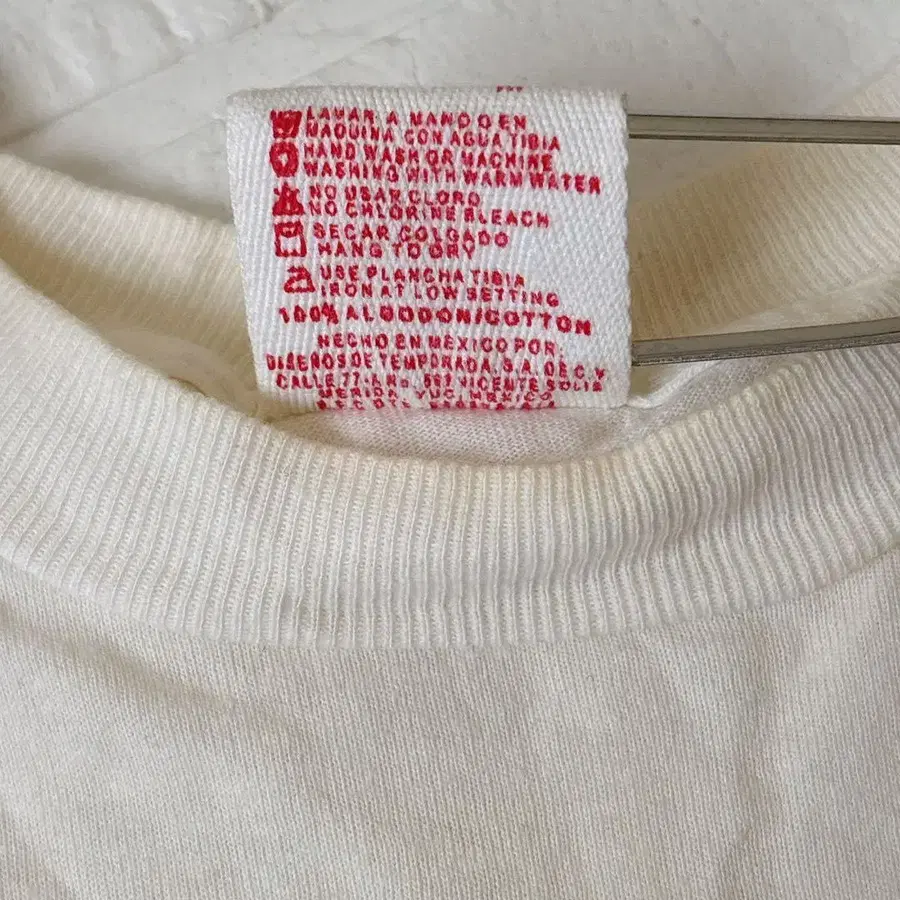 LAVAR A MANO O EN
MAQUINA CON AGUA TIBIA
HAND WASH OR MACHINE
WASHING WITH WARM WATER
NO USAR CLORO
NO CHLORINE BLEACH
SECAR COLGADO
HANG TO DRY
USE PLANCHA TIBIA
IRON AT LOW SETTING
100% ALGODON/COTTON
HECHO EN MEXICO POR
DISEÑOS DE TEMPORADA, S.A. DE C.V
CALLE 77-A VICENTE SOLIS
MERIDA, YUC. MEXICO